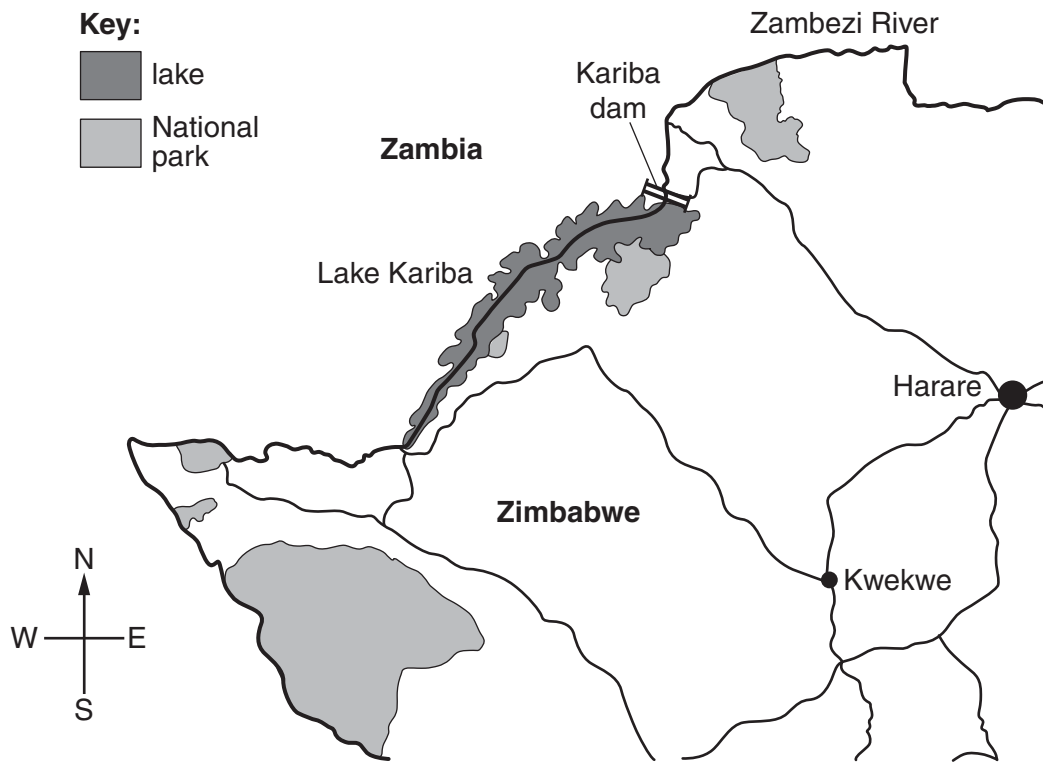 Key:
lake
National
park
Zambezi River
Kariba
dam
Zambia
Lake Kariba
Harare
Zimbabwe
Kwekwe
N
W E
S